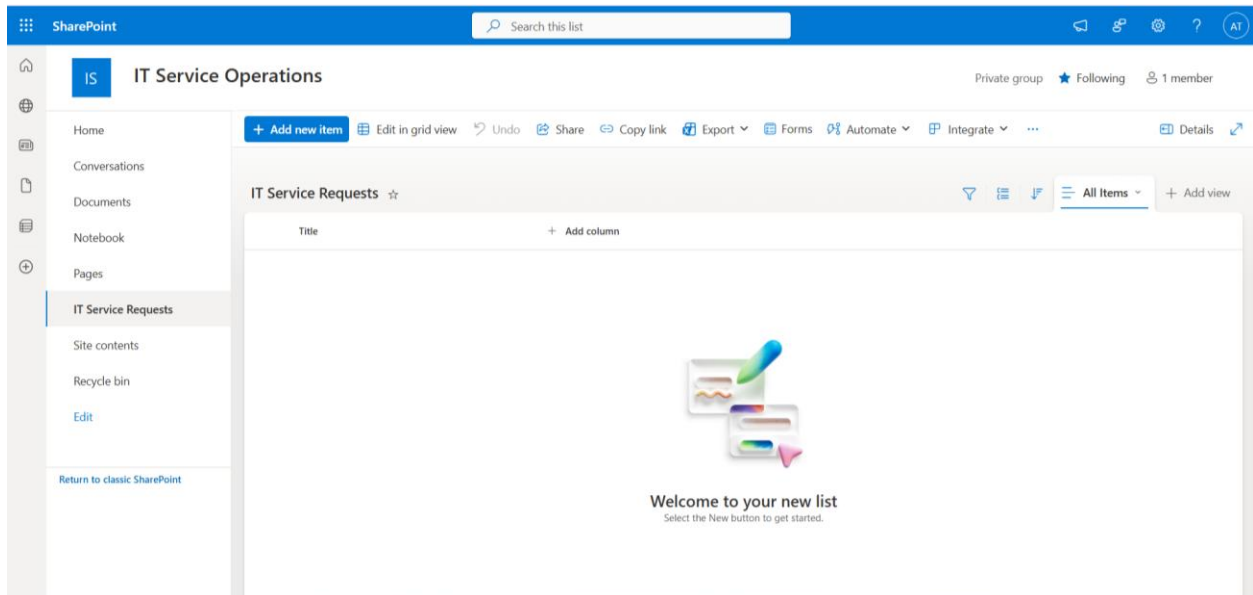 SharePoint
Search this list
?
AT
IS
IT Service Operations
Private group
Following
1 member
Home
Conversations
Documents
Notebook
Pages
IT Service Requests
Site contents
Recycle bin
Edit
Return to classic SharePoint
+ Add new item
Edit in grid view
Undo
Share
Copy link
Export
Forms
Automate
Integrate
...
Details
IT Service Requests
All Items
+ Add view
Title
+ Add column
Welcome to your new list
Select the New button to get started.